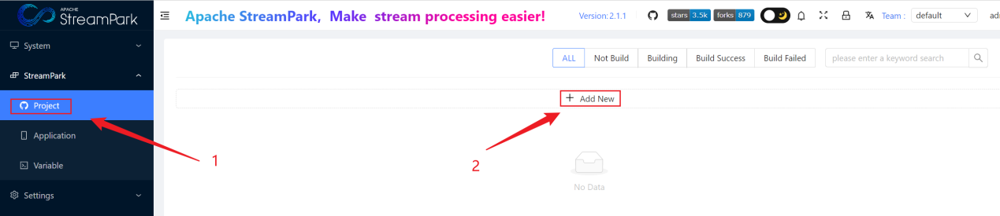 APACHE
StreamPark
Apache StreamPark, Make stream processing easier!
Version: 2.1.1
stars 3.5k
forks 879
Team :
default
System
StreamPark
Project
Application
Variable
Settings
ALL
Not Build
Building
Build Success
Build Failed
please enter a keyword search
+ Add New
1
2
No Data